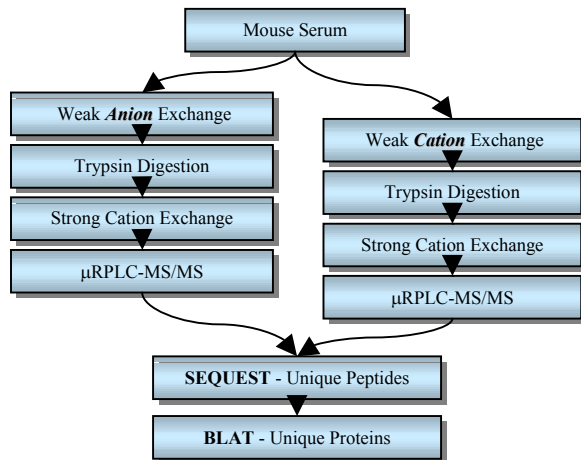 Mouse Serum
Weak Anion Exchange
Trypsin Digestion
Strong Cation Exchange
μRPLC-MS/MS
Weak Cation Exchange
Trypsin Digestion
Strong Cation Exchange
μRPLC-MS/MS
SEQUEST - Unique Peptides
BLAT - Unique Proteins